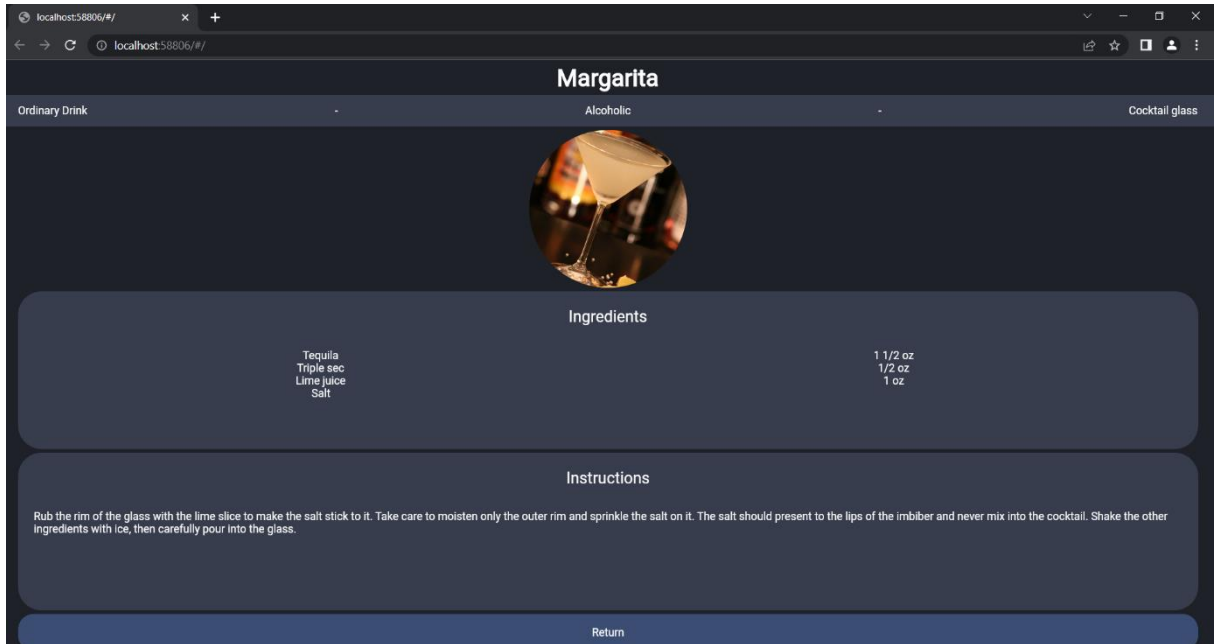 localhost:58806/#/
localhost:58806/#/
Margarita
Ordinary Drink - Alcoholic - Cocktail glass
Ingredients
Tequila 1 1/2 oz
Triple sec 1/2 oz
Lime juice 1 oz
Salt
Instructions
Rub the rim of the glass with the lime slice to make the salt stick to it. Take care to moisten only the outer rim and sprinkle the salt on it. The salt should present to the lips of the imbiber and never mix into the cocktail. Shake the other
ingredients with ice, then carefully pour into the glass.
Return